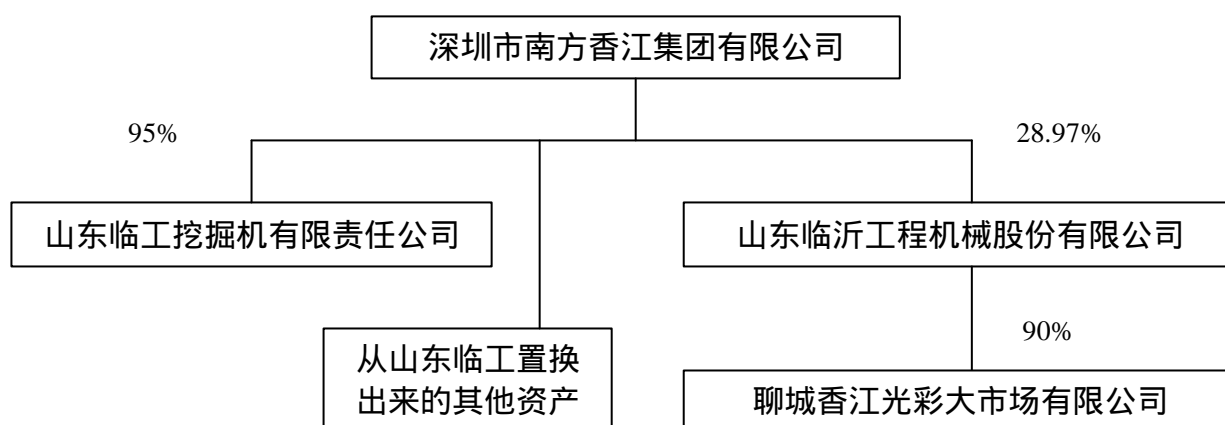 深圳市南方香江集团有限公司
95%
28.97%
山东临工挖掘机有限责任公司
山东临沂工程机械股份有限公司
90%
从山东临工置换
出来的其他资产
聊城香江光彩大市场有限公司